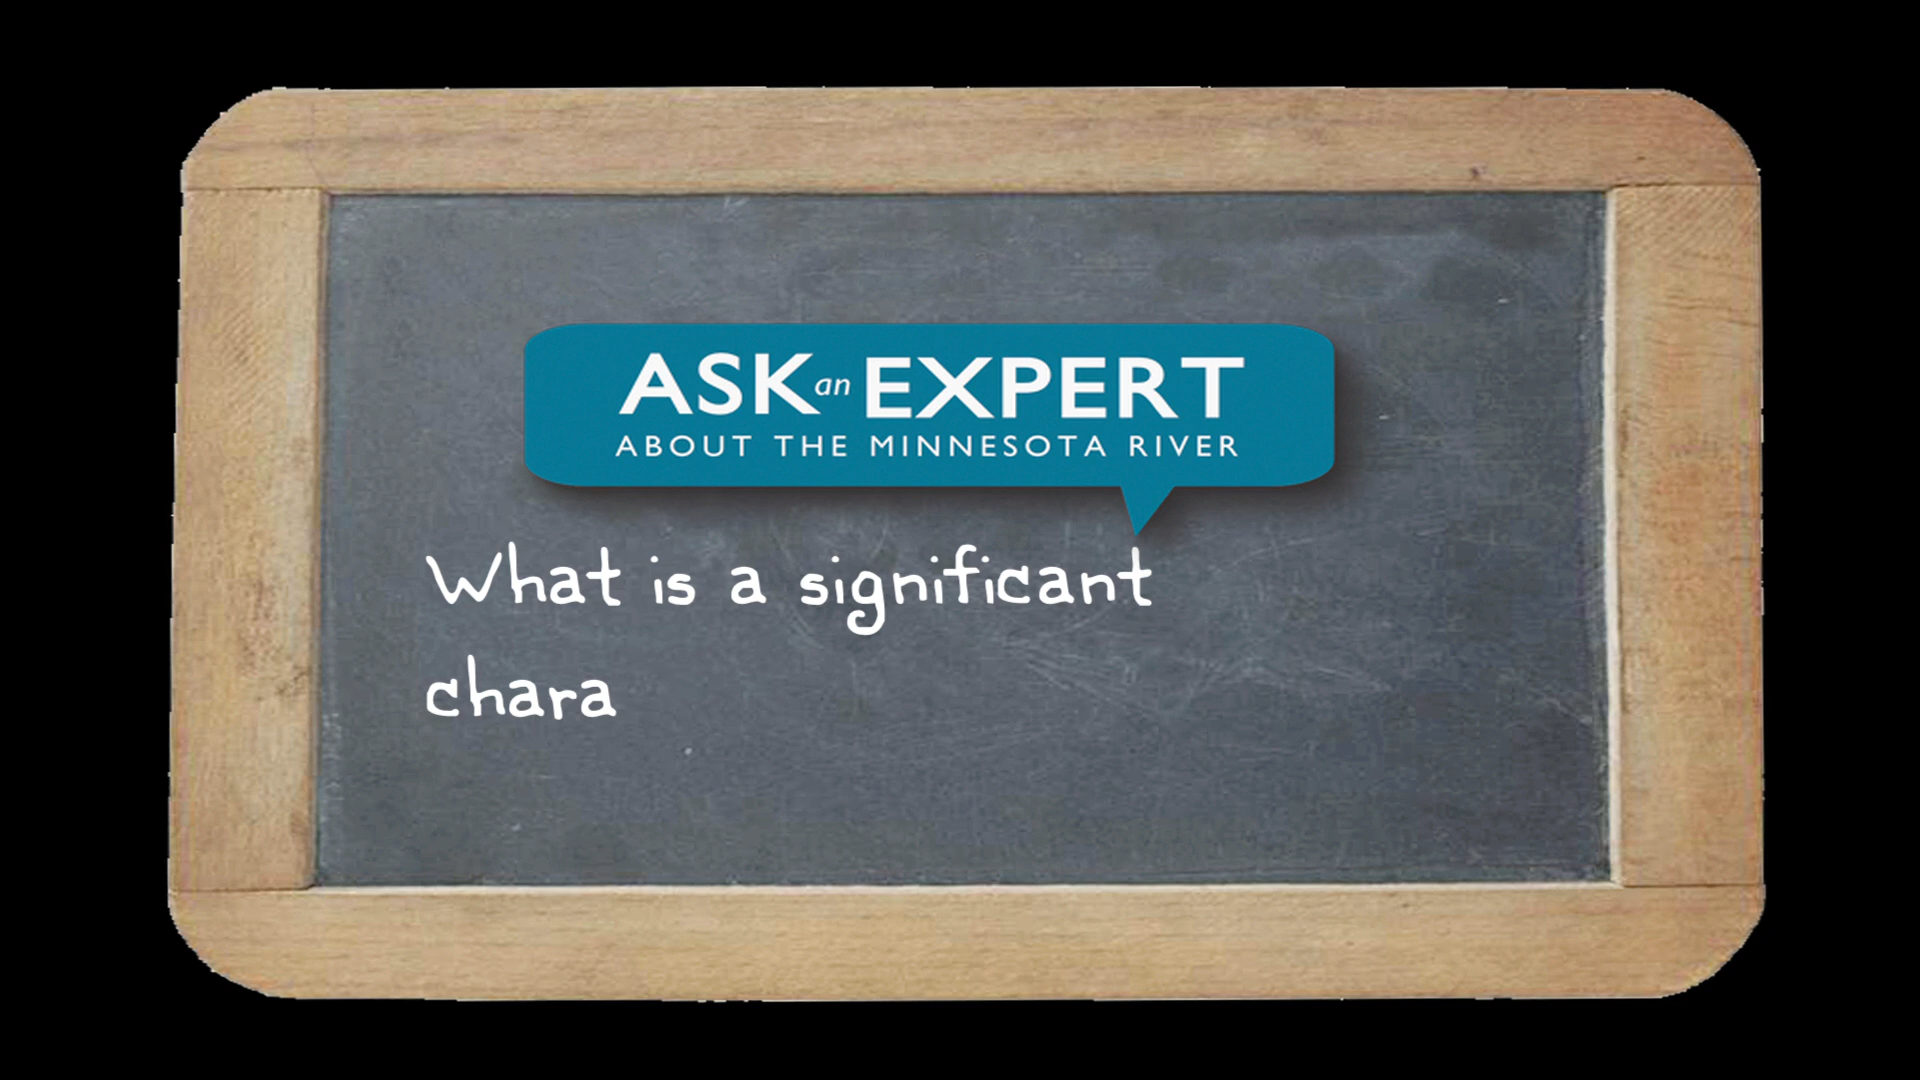 ASK an EXPERT
ABOUT THE MINNESOTA RIVER
What is a significant
chara